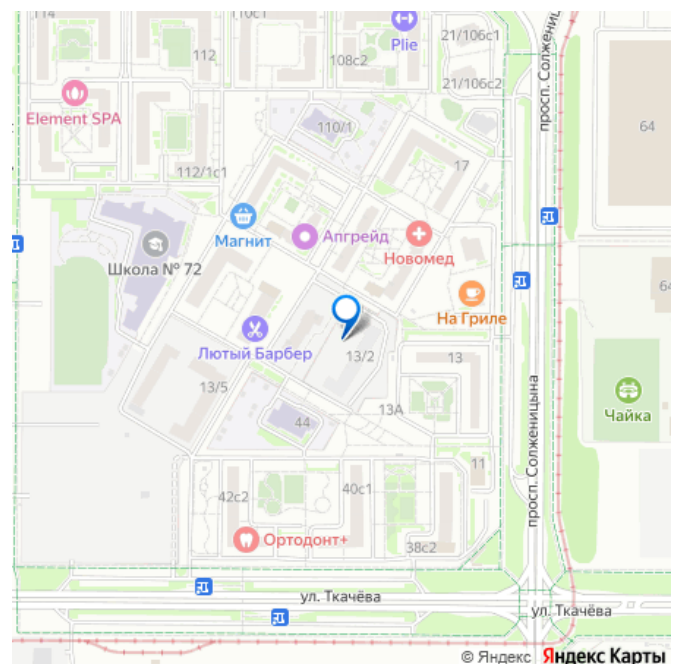 114
110с1
Plie
21/106с1
112
108с2
21/106с2
просп. Солженицы
Element SPA
110/1
64
17
112/1с1
Магнит
Апгрейд
Новомед
Школа № 72
64
На Гриле
Лютый Барбер
13/2
13
13/5
13А
Чайка
44
просп. Солженицына
11
42с2
40с1
Ортодонт+
38с2
ул. Ткачёва
ул. Ткачёва
© Яндекс Яндекс Карты